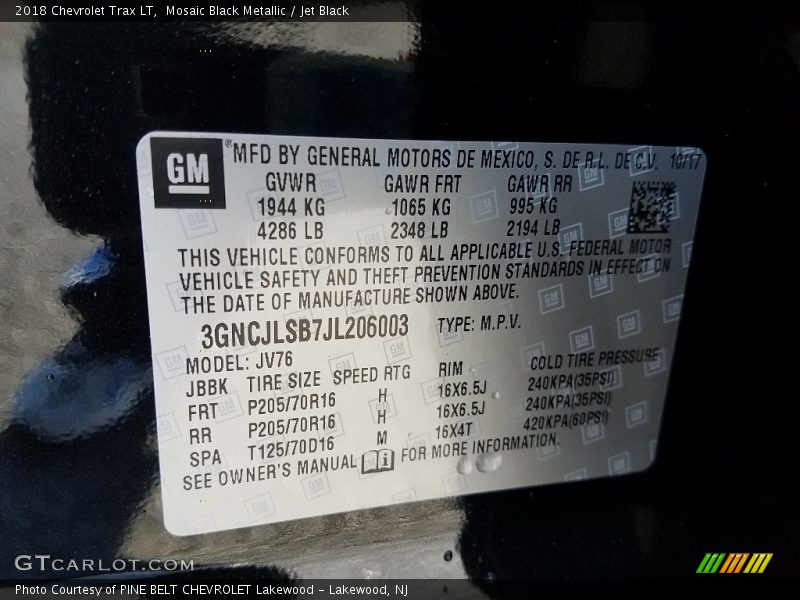 2018 Chevrolet Trax LT,  Mosaic Black Metallic / Jet Black
GM
® MFD BY GENERAL MOTORS DE MEXICO, S. DE R.L. DE C.V. 10/17
GVWR GAWR FRT GAWR RR
1944 KG 1065 KG 995 KG
4286 LB 2348 LB 2194 LB
THIS VEHICLE CONFORMS TO ALL APPLICABLE U.S. FEDERAL MOTOR
VEHICLE SAFETY AND THEFT PREVENTION STANDARDS IN EFFECT ON
THE DATE OF MANUFACTURE SHOWN ABOVE.
3GNCJLSB7JL206003 TYPE: M.P.V.
MODEL: JV76
JBBK TIRE SIZE SPEED RTG RIM COLD TIRE PRESSURE
FRT P205/70R16 H 16X6.5J 240KPA(35PSI)
RR P205/70R16 H 16X6.5J 240KPA(35PSI)
SPA T125/70D16 M 16X4T 420KPA(60PSI)
SEE OWNER'S MANUAL FOR MORE INFORMATION.
GTCARLOT.COM
Photo Courtesy of PINE BELT CHEVROLET Lakewood - Lakewood, NJ